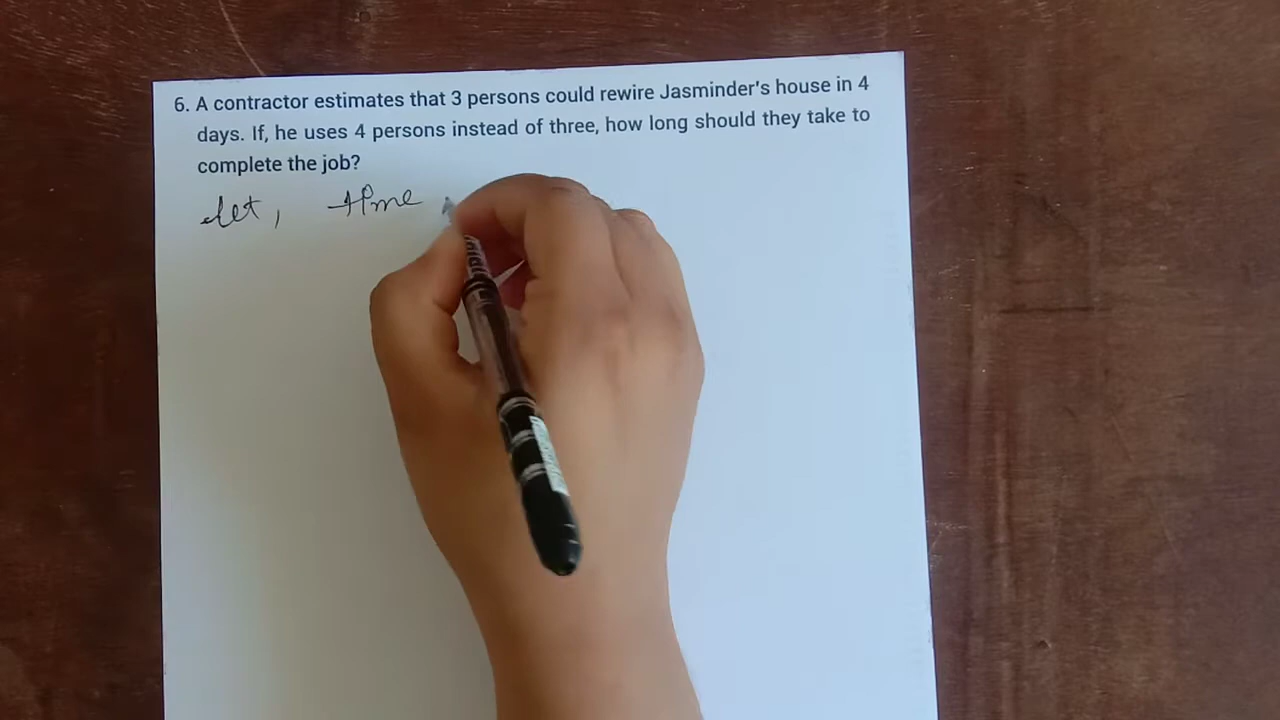 6. A contractor estimates that 3 persons could rewire Jasminder's house in 4
days. If, he uses 4 persons instead of three, how long should they take to
complete the job?
let, time